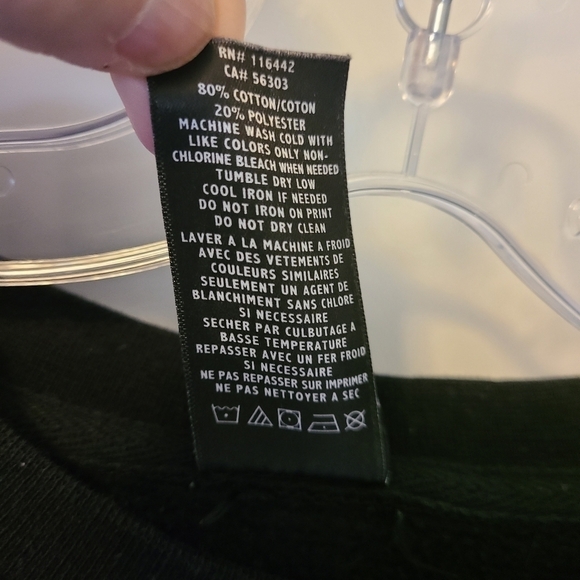 RN# 116442
CA# 56303
80% COTTON/COTON
20% POLYESTER
MACHINE WASH COLD WITH
LIKE COLORS ONLY NON-
CHLORINE BLEACH WHEN NEEDED
TUMBLE DRY LOW
COOL IRON IF NEEDED
DO NOT IRON ON PRINT
DO NOT DRY CLEAN
LAVER A LA MACHINE A FROID
AVEC DES VETEMENTS DE
COULEURS SIMILAIRES
SEULEMENT UN AGENT DE
BLANCHIMENT SANS CHLORE
SI NECESSAIRE
SECHER PAR CULBUTAGE A
BASSE TEMPERATURE
REPASSER AVEC UN FER FROID
SI NECESSAIRE
NE PAS REPASSER SUR IMPRIMER
NE PAS NETTOYER A SEC